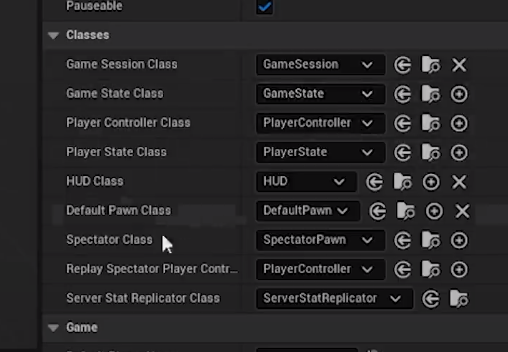 Pauseable
Classes
Game Session Class GameSession
Game State Class GameState
Player Controller Class PlayerController
Player State Class PlayerState
HUD Class HUD
Default Pawn Class DefaultPawn
Spectator Class SpectatorPawn
Replay Spectator Player Contr... PlayerController
Server Stat Replicator Class ServerStatReplicator
Game